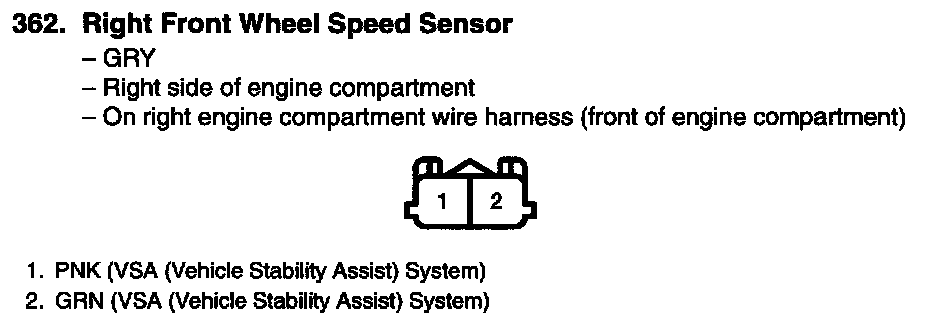 362. Right Front Wheel Speed Sensor
– GRY
– Right side of engine compartment
– On right engine compartment wire harness (front of engine compartment)
1 2
1. PNK (VSA (Vehicle Stability Assist) System)
2. GRN (VSA (Vehicle Stability Assist) System)